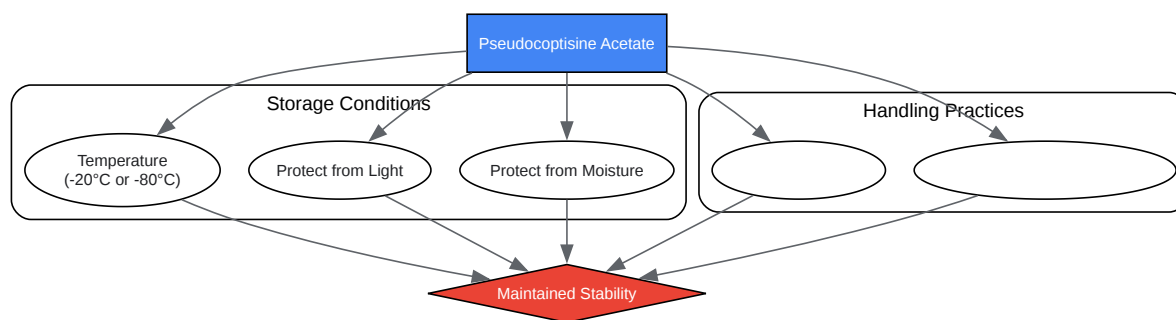 Pseudocoptisine Acetate
Storage Conditions
Handling Practices
Temperature
(-20°C or -80°C)
Protect from Light
Protect from Moisture
Maintained Stability